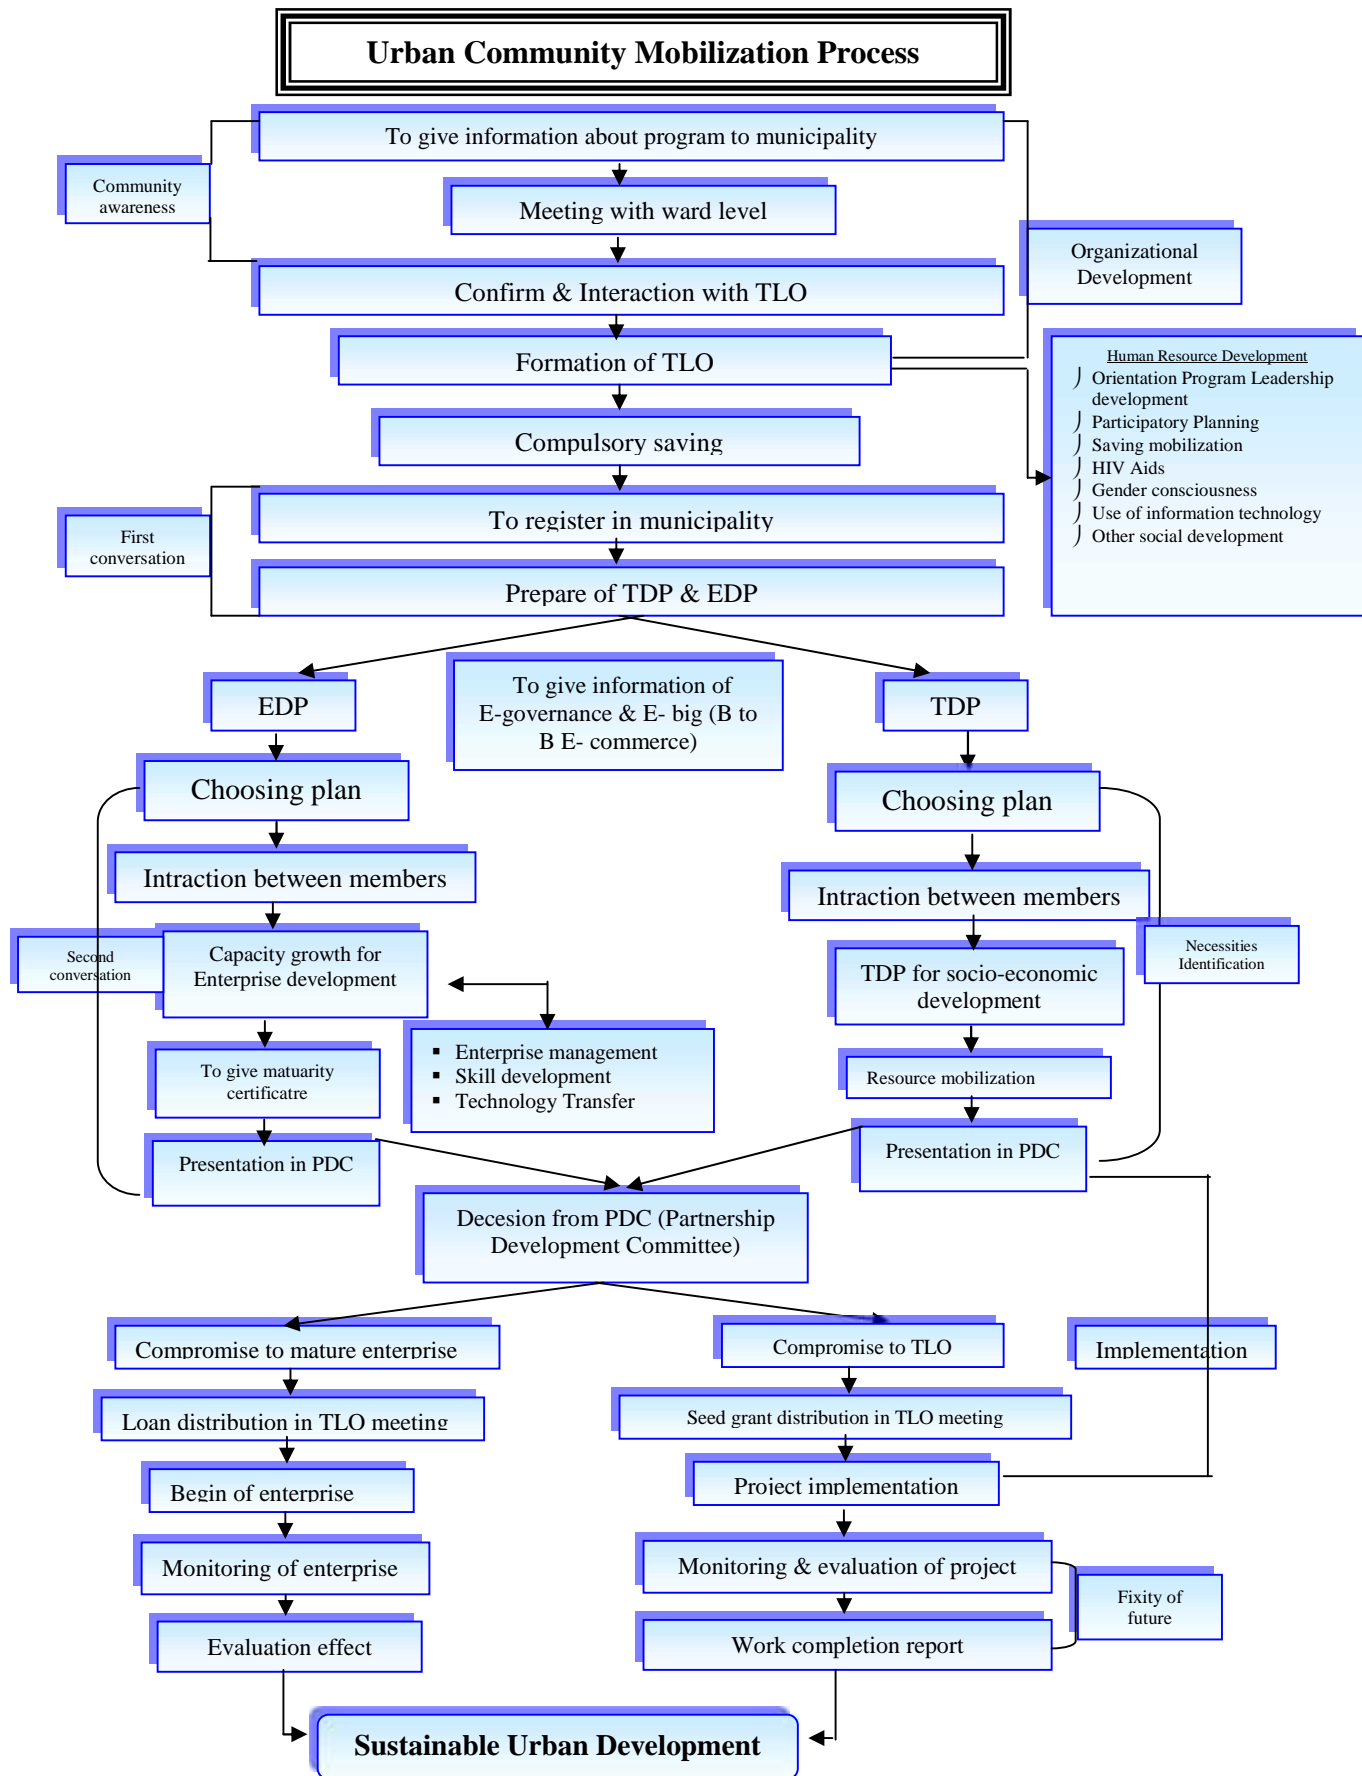 Urban Community Mobilization Process
To give information about program to municipality
Community
awareness
Meeting with ward level
Organizational
Development
Confirm & Interaction with TLO
Formation of TLO
Human Resource Development
Orientation Program Leadership
development
Participatory Planning
Saving mobilization
HIV Aids
Gender consciousness
Use of information technology
Other social development
Compulsory saving
To register in municipality
First
conversation
Prepare of TDP & EDP
EDP
To give information of
E-governance & E- big (B to
B E- commerce)
TDP
Choosing plan
Choosing plan
Intraction between members
Intraction between members
Second
conversation
Capacity growth for
Enterprise development
TDP for socio-economic
development
Necessities
Identification
▪ Enterprise management
▪ Skill development
▪ Technology Transfer
To give maturity
certificatre
Resource mobilization
Presentation in PDC
Presentation in PDC
Decesion from PDC (Partnership
Development Committee)
Compromise to mature enterprise
Compromise to TLO
Implementation
Loan distribution in TLO meeting
Seed grant distribution in TLO meeting
Begin of enterprise
Project implementation
Monitoring of enterprise
Monitoring & evaluation of project
Fixity of
future
Evaluation effect
Work completion report
Sustainable Urban Development